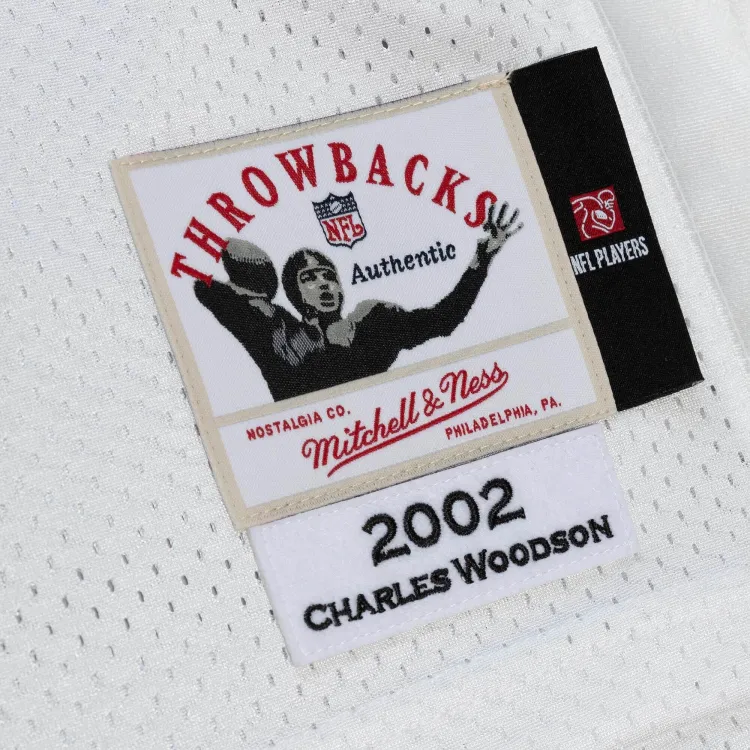 THROWBACKS
NFL
Authentic
NFL PLAYERS
NOSTALGIA CO.
Mitchell & Ness
PHILADELPHIA, PA.
2002
CHARLES WOODSON